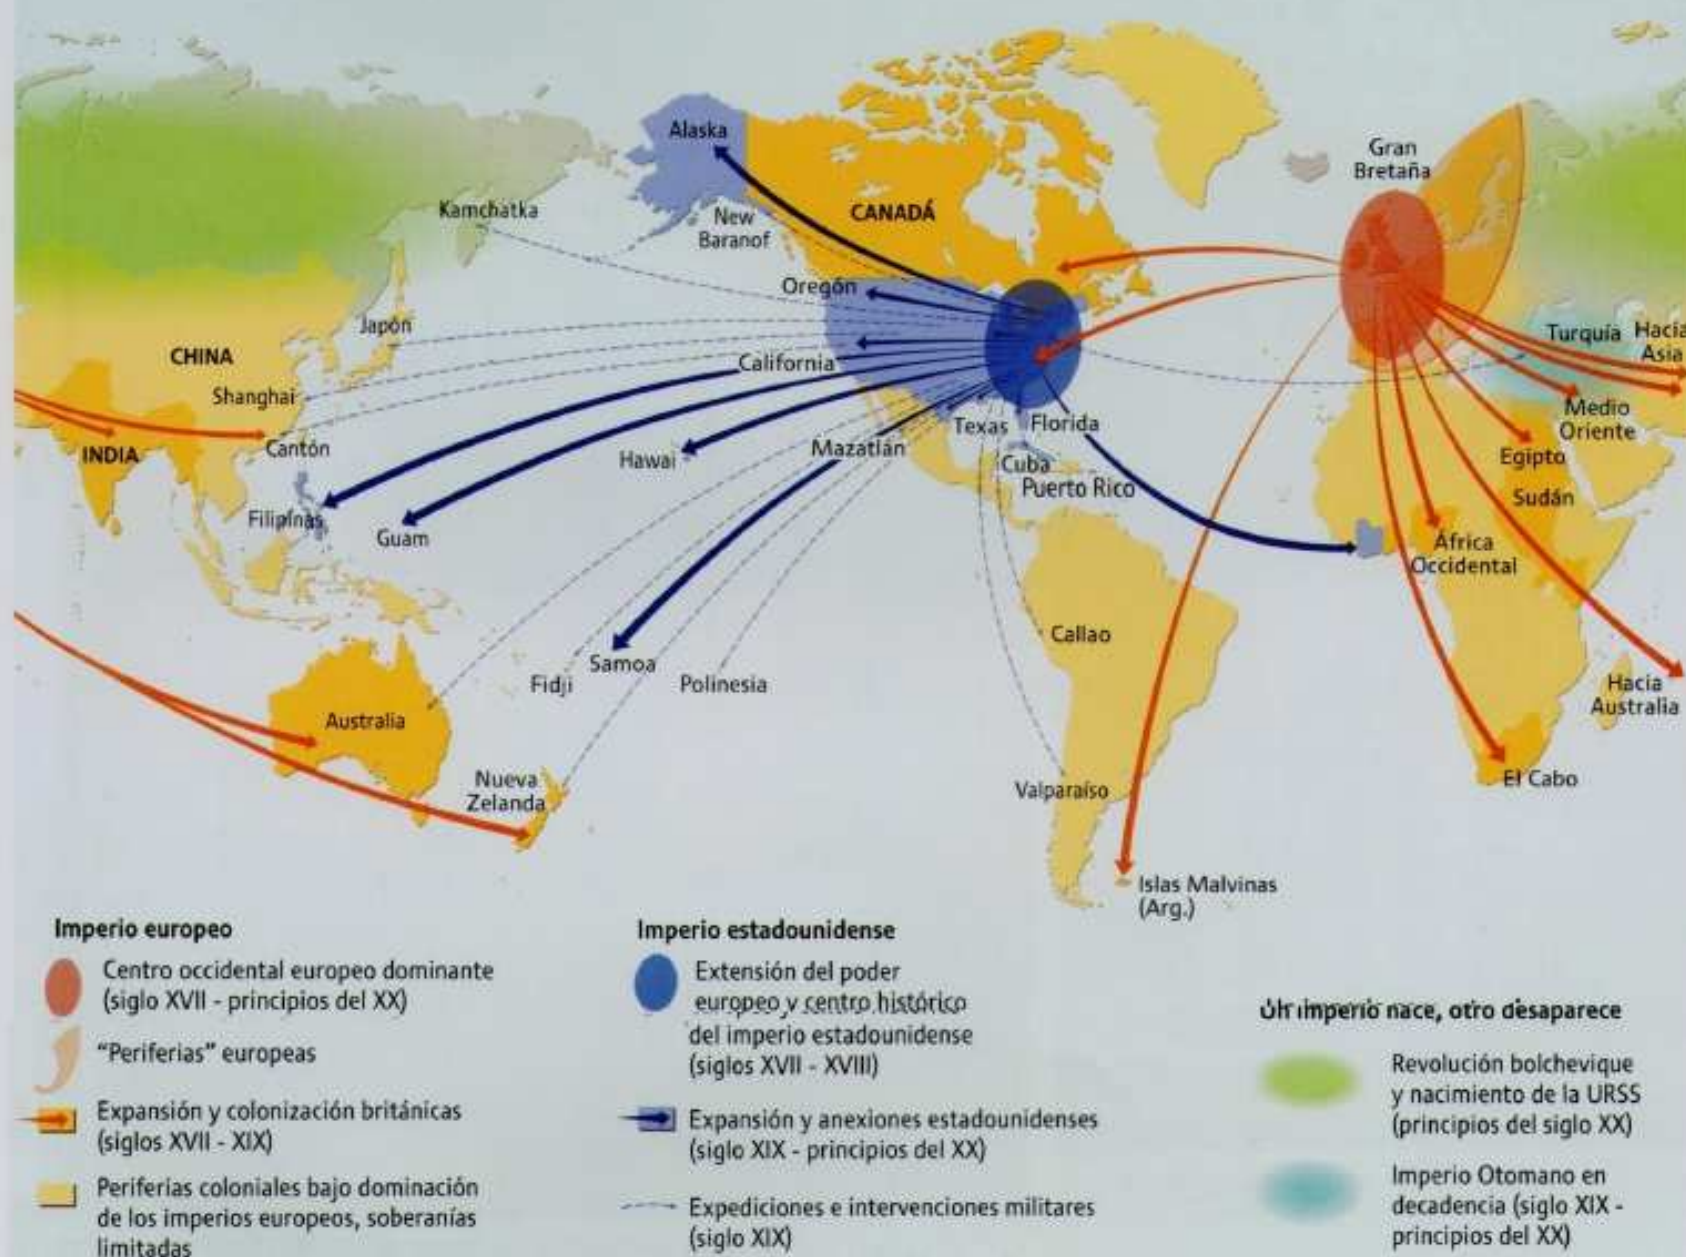 Alaska
Gran
Bretaña
Kamchatka
New
Baranof
CANADÁ
Oregón
Japón
Turquía
Hacia
Asia
CHINA
California
Shanghai
Medio
Oriente
Texas
Florida
INDIA
Cantón
Hawai
Mazatlán
Cuba
Egipto
Puerto Rico
Sudán
Filipinas
Guam
África
Occidental
Callao
Samoa
Fidji
Polinesia
Hacia
Australia
Australia
Nueva
Zelanda
Valparaíso
El Cabo
Islas Malvinas
(Arg.)
Imperio europeo
Centro occidental europeo dominante
(siglo XVII - principios del XX)
"Periferias" europeas
Expansión y colonización británicas
(siglos XVII - XIX)
Periferias coloniales bajo dominación
de los imperios europeos, soberanías
limitadas
Imperio estadounidense
Extensión del poder
europeo y centro histórico
del imperio estadounidense
(siglos XVII - XVIII)
Expansión y anexiones estadounidenses
(siglo XIX - principios del XX)
Expediciones e intervenciones militares
(siglo XIX)
Un imperio nace, otro desaparece
Revolución bolchevique
y nacimiento de la URSS
(principios del siglo XX)
Imperio Otomano en
decadencia (siglo XIX -
principios del XX)